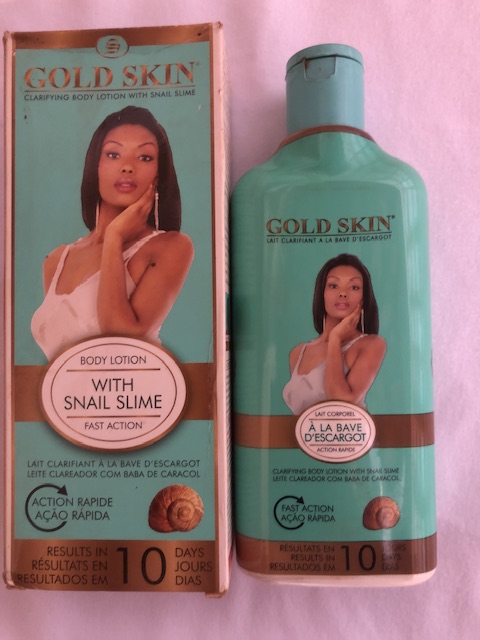 GOLD SKIN®
CLARIFYING BODY LOTION WITH SNAIL SLIME
BODY LOTION
WITH
SNAIL SLIME
FAST ACTION
LAIT CLARIFIANT À LA BAVE D'ESCARGOT
LEITE CLAREADOR COM BABA DE CARACOL
ACTION RAPIDE
AÇÃO RÁPIDA
RESULTS IN
RÉSULTATS EN
RESULTADOS EM
10
DAYS
JOURS
DIAS
GOLD SKIN®
LAIT CLARIFIANT A LA BAVE D'ESCARGOT
LAIT CORPOREL
À LA BAVE
D'ESCARGOT
ACTION RAPIDE
CLARIFYING BODY LOTION WITH SNAIL SLIME
LEITE CLAREADOR COM BABA DE CARACOL
FAST ACTION
AÇÃO RÁPIDA
RÉSULTATS EN
RESULTS IN
RESULTADOS EM
10
JOURS
DAYS
DIAS